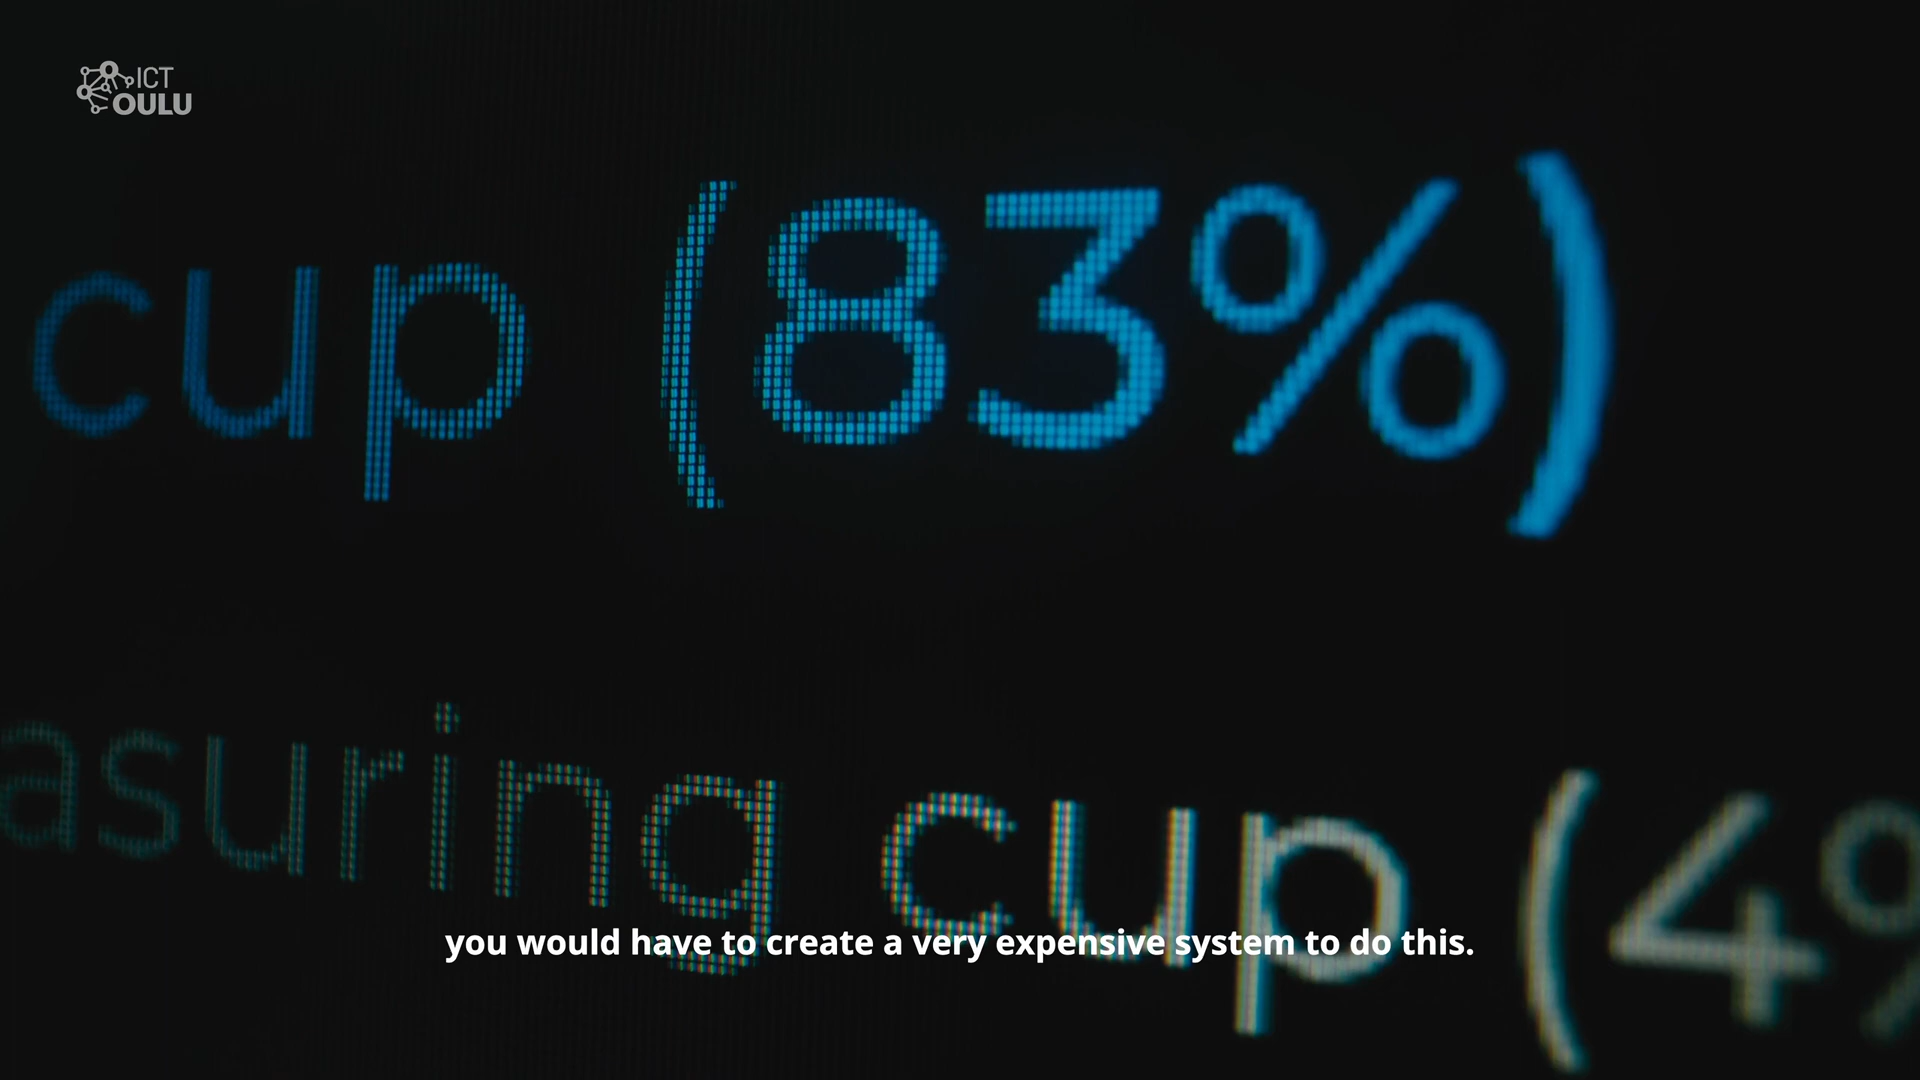 ICT
OULU
cup (83%)
asuring cup (4%
you would have to create a very expensive system to do this.